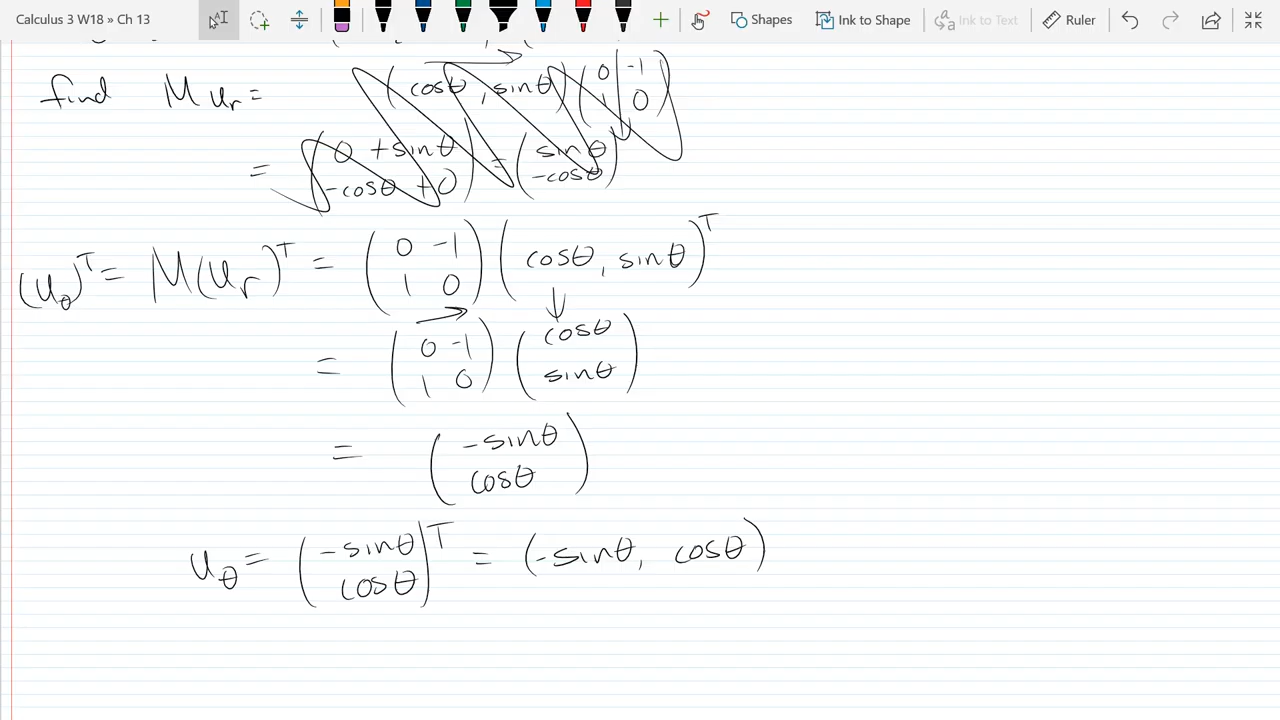 Calculus 3 W18 » Ch 13 Shapes Ink to Shape Ink to Text Ruler
find M u_r = (cosθ, sinθ) (0 -1
1 0)
= (0 + sinθ
-cosθ + 0) = (sinθ
-cosθ)
(u_θ)^T = M(u_r)^T = (0 -1
1 0) (cosθ, sinθ)^T
= (0 -1
1 0) (cosθ
sinθ)
= (-sinθ
cosθ)
u_θ = (-sinθ
cosθ)^T = (-sinθ, cosθ)